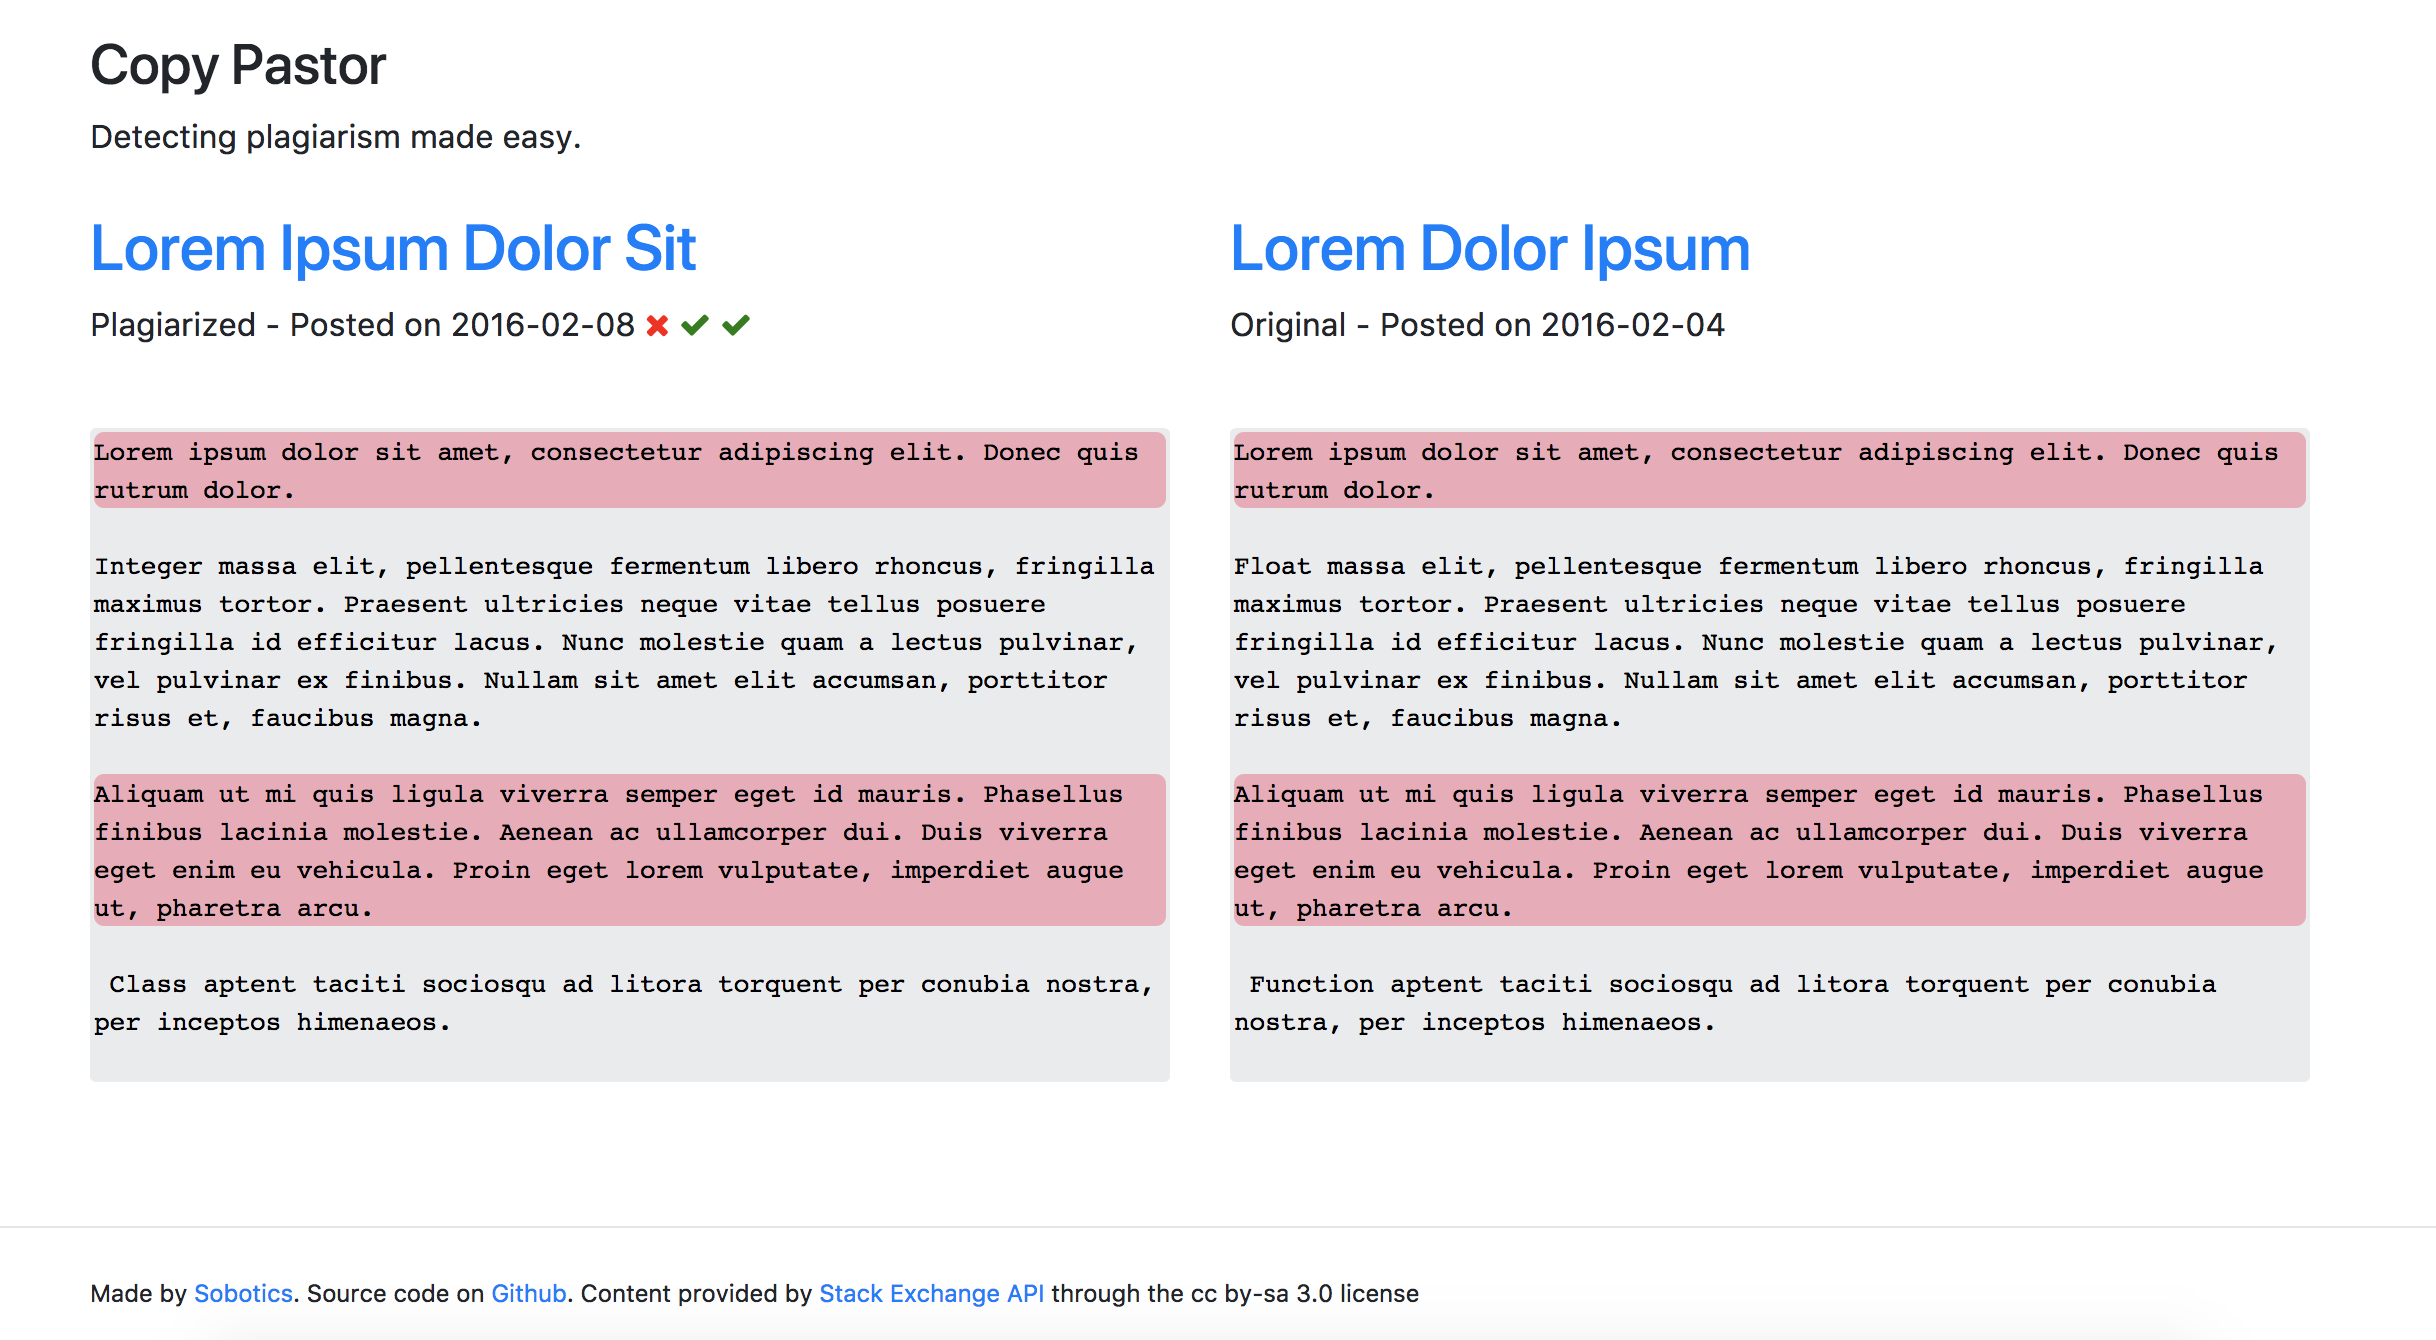 Copy Pastor
Detecting plagiarism made easy.
Lorem Ipsum Dolor Sit
Plagiarized - Posted on 2016-02-08
Lorem ipsum dolor sit amet, consectetur adipiscing elit. Donec quis
rutrum dolor.
Integer massa elit, pellentesque fermentum libero rhoncus, fringilla
maximus tortor. Praesent ultricies neque vitae tellus posuere
fringilla id efficitur lacus. Nunc molestie quam a lectus pulvinar,
vel pulvinar ex finibus. Nullam sit amet elit accumsan, porttitor
risus et, faucibus magna.
Aliquam ut mi quis ligula viverra semper eget id mauris. Phasellus
finibus lacinia molestie. Aenean ac ullamcorper dui. Duis viverra
eget enim eu vehicula. Proin eget lorem vulputate, imperdiet augue
ut, pharetra arcu.
Class aptent taciti sociosqu ad litora torquent per conubia nostra,
per inceptos himenaeos.
Lorem Dolor Ipsum
Original - Posted on 2016-02-04
Lorem ipsum dolor sit amet, consectetur adipiscing elit. Donec quis
rutrum dolor.
Float massa elit, pellentesque fermentum libero rhoncus, fringilla
maximus tortor. Praesent ultricies neque vitae tellus posuere
fringilla id efficitur lacus. Nunc molestie quam a lectus pulvinar,
vel pulvinar ex finibus. Nullam sit amet elit accumsan, porttitor
risus et, faucibus magna.
Aliquam ut mi quis ligula viverra semper eget id mauris. Phasellus
finibus lacinia molestie. Aenean ac ullamcorper dui. Duis viverra
eget enim eu vehicula. Proin eget lorem vulputate, imperdiet augue
ut, pharetra arcu.
Function aptent taciti sociosqu ad litora torquent per conubia
nostra, per inceptos himenaeos.
Made by Sobotics. Source code on Github. Content provided by Stack Exchange API through the cc by-sa 3.0 license